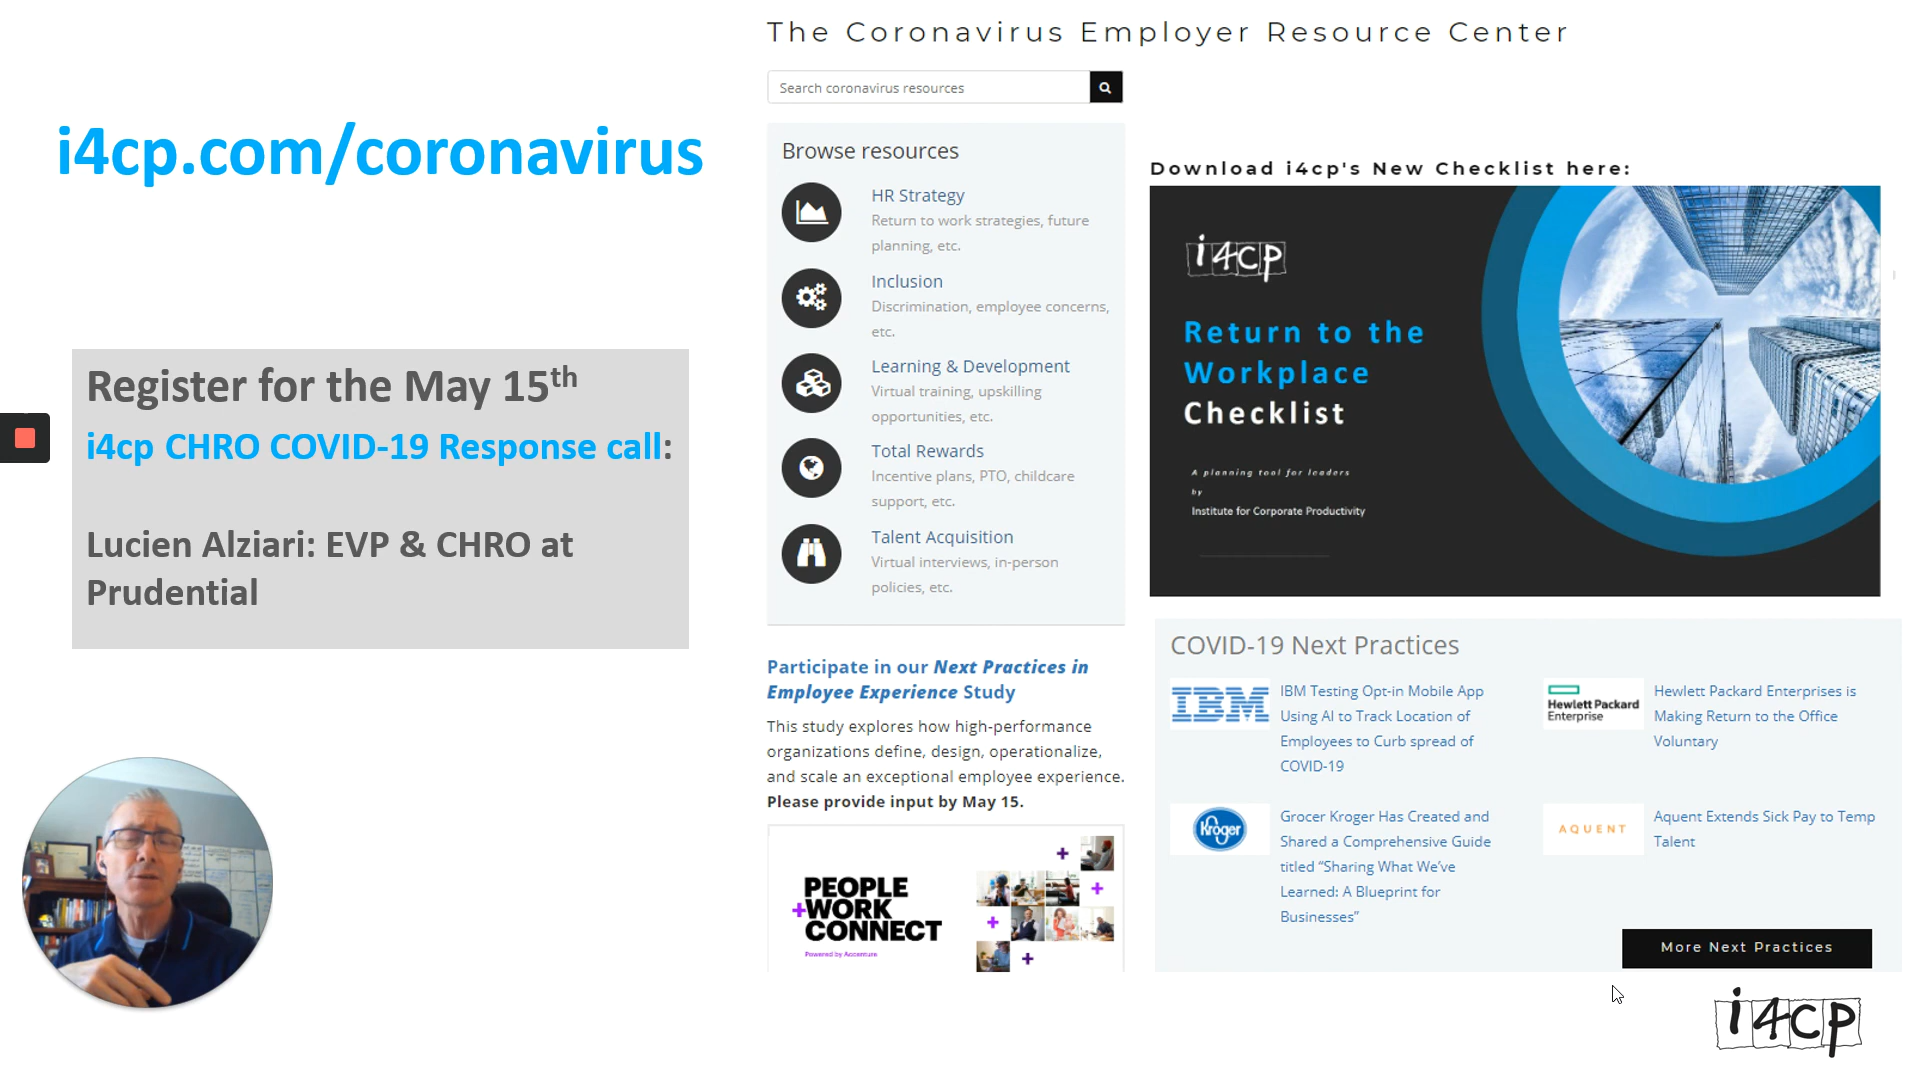 i4cp.com/coronavirus
Register for the May 15th
i4cp CHRO COVID-19 Response call:
Lucien Alziari: EVP & CHRO at
Prudential
The Coronavirus Employer Resource Center
Search coronavirus resources
Browse resources
HR Strategy
Return to work strategies, future
planning, etc.
Inclusion
Discrimination, employee concerns,
etc.
Learning & Development
Virtual training, upskilling
opportunities, etc.
Total Rewards
Incentive plans, PTO, childcare
support, etc.
Talent Acquisition
Virtual interviews, in-person
policies, etc.
Participate in our Next Practices in
Employee Experience Study
This study explores how high-performance
organizations define, design, operationalize,
and scale an exceptional employee experience.
Please provide input by May 15.
PEOPLE
+WORK
CONNECT
Powered by Accenture
Download i4cp's New Checklist here:
i4cp
Return to the
Workplace
Checklist
A planning tool for leaders
by
Institute for Corporate Productivity
COVID-19 Next Practices
IBM
IBM Testing Opt-in Mobile App
Using AI to Track Location of
Employees to Curb spread of
COVID-19
Hewlett Packard
Enterprise
Hewlett Packard Enterprises is
Making Return to the Office
Voluntary
Kroger
Grocer Kroger Has Created and
Shared a Comprehensive Guide
titled “Sharing What We’ve
Learned: A Blueprint for
Businesses”
AQUENT
Aquent Extends Sick Pay to Temp
Talent
More Next Practices
i4cp